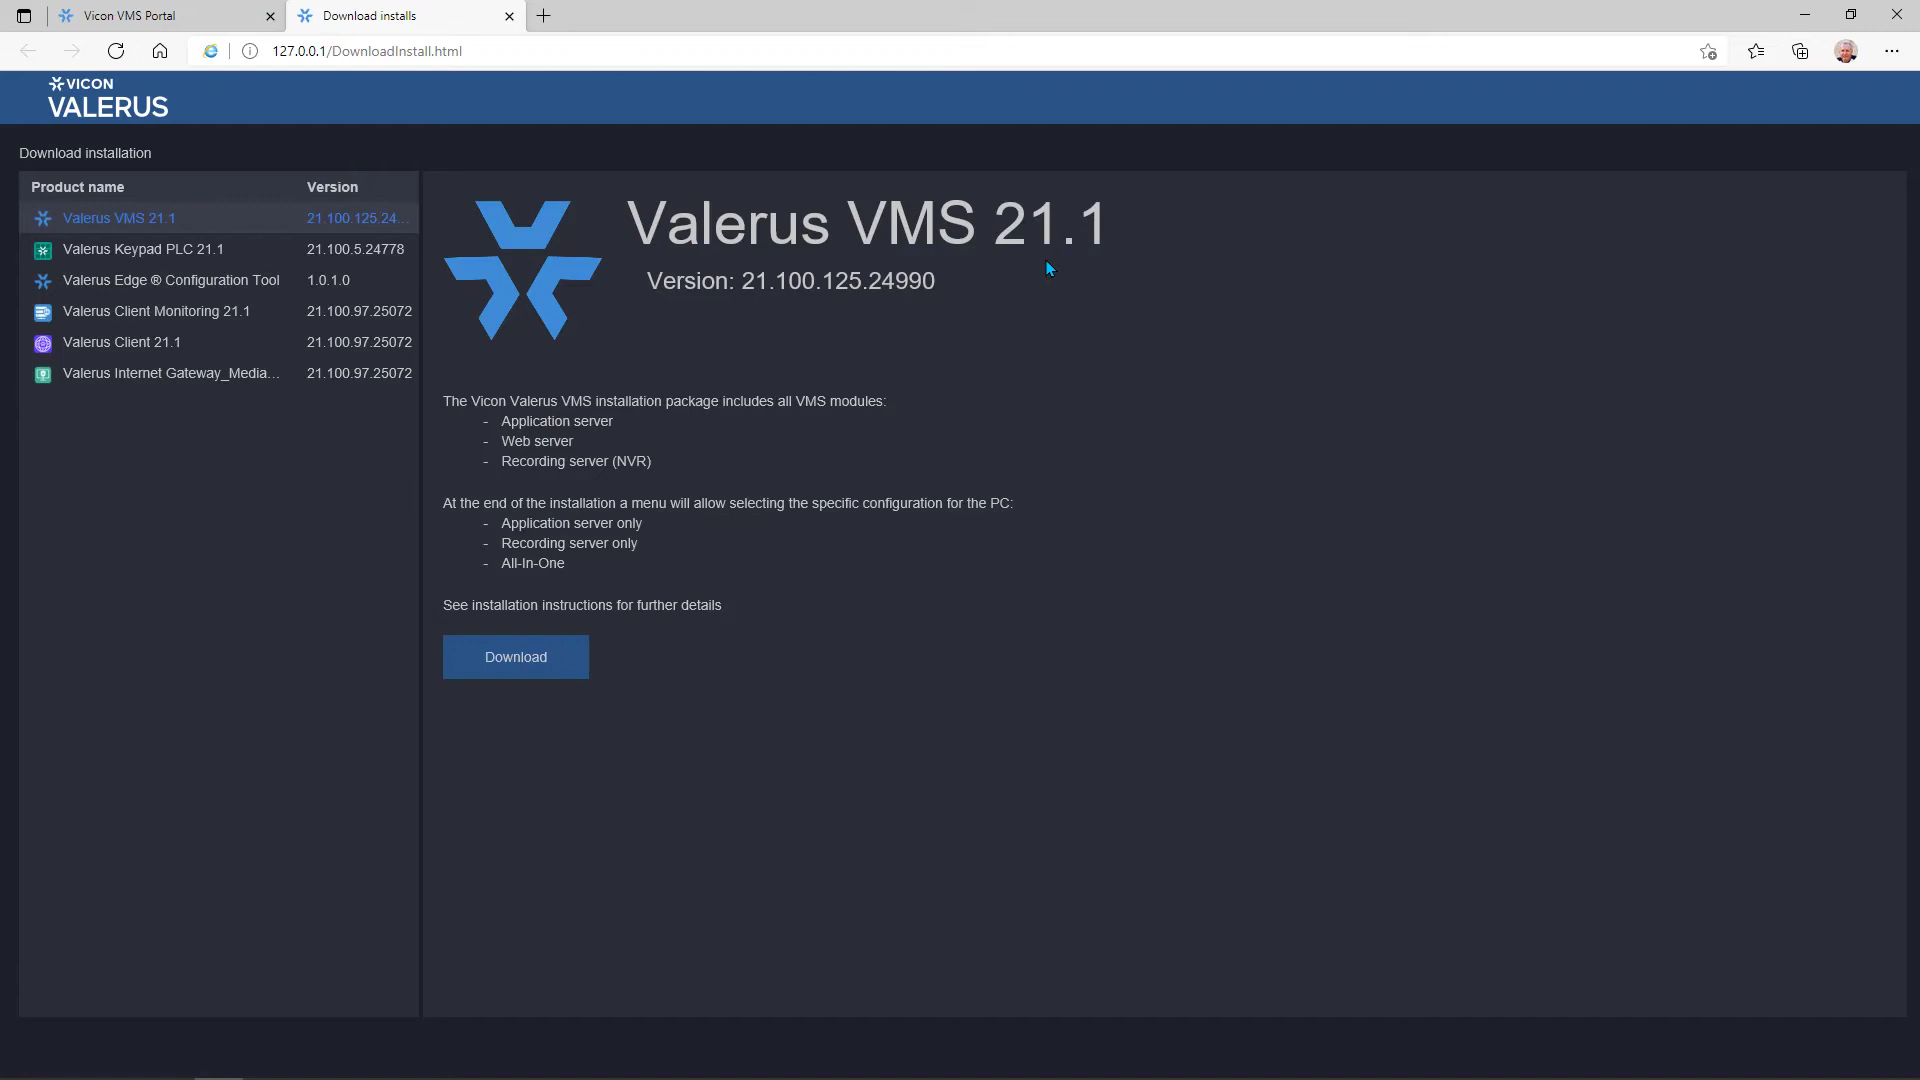 Vicon VMS Portal
Download installs
127.0.0.1/DownloadInstall.html
VICON
VALERUS
Download installation
Product name Version
Valerus VMS 21.1 21.100.125.24...
Valerus Keypad PLC 21.1 21.100.5.24778
Valerus Edge ® Configuration Tool 1.0.1.0
Valerus Client Monitoring 21.1 21.100.97.25072
Valerus Client 21.1 21.100.97.25072
Valerus Internet Gateway_Media... 21.100.97.25072
Valerus VMS 21.1
Version: 21.100.125.24990
The Vicon Valerus VMS installation package includes all VMS modules:
- Application server
- Web server
- Recording server (NVR)
At the end of the installation a menu will allow selecting the specific configuration for the PC:
- Application server only
- Recording server only
- All-In-One
See installation instructions for further details
Download